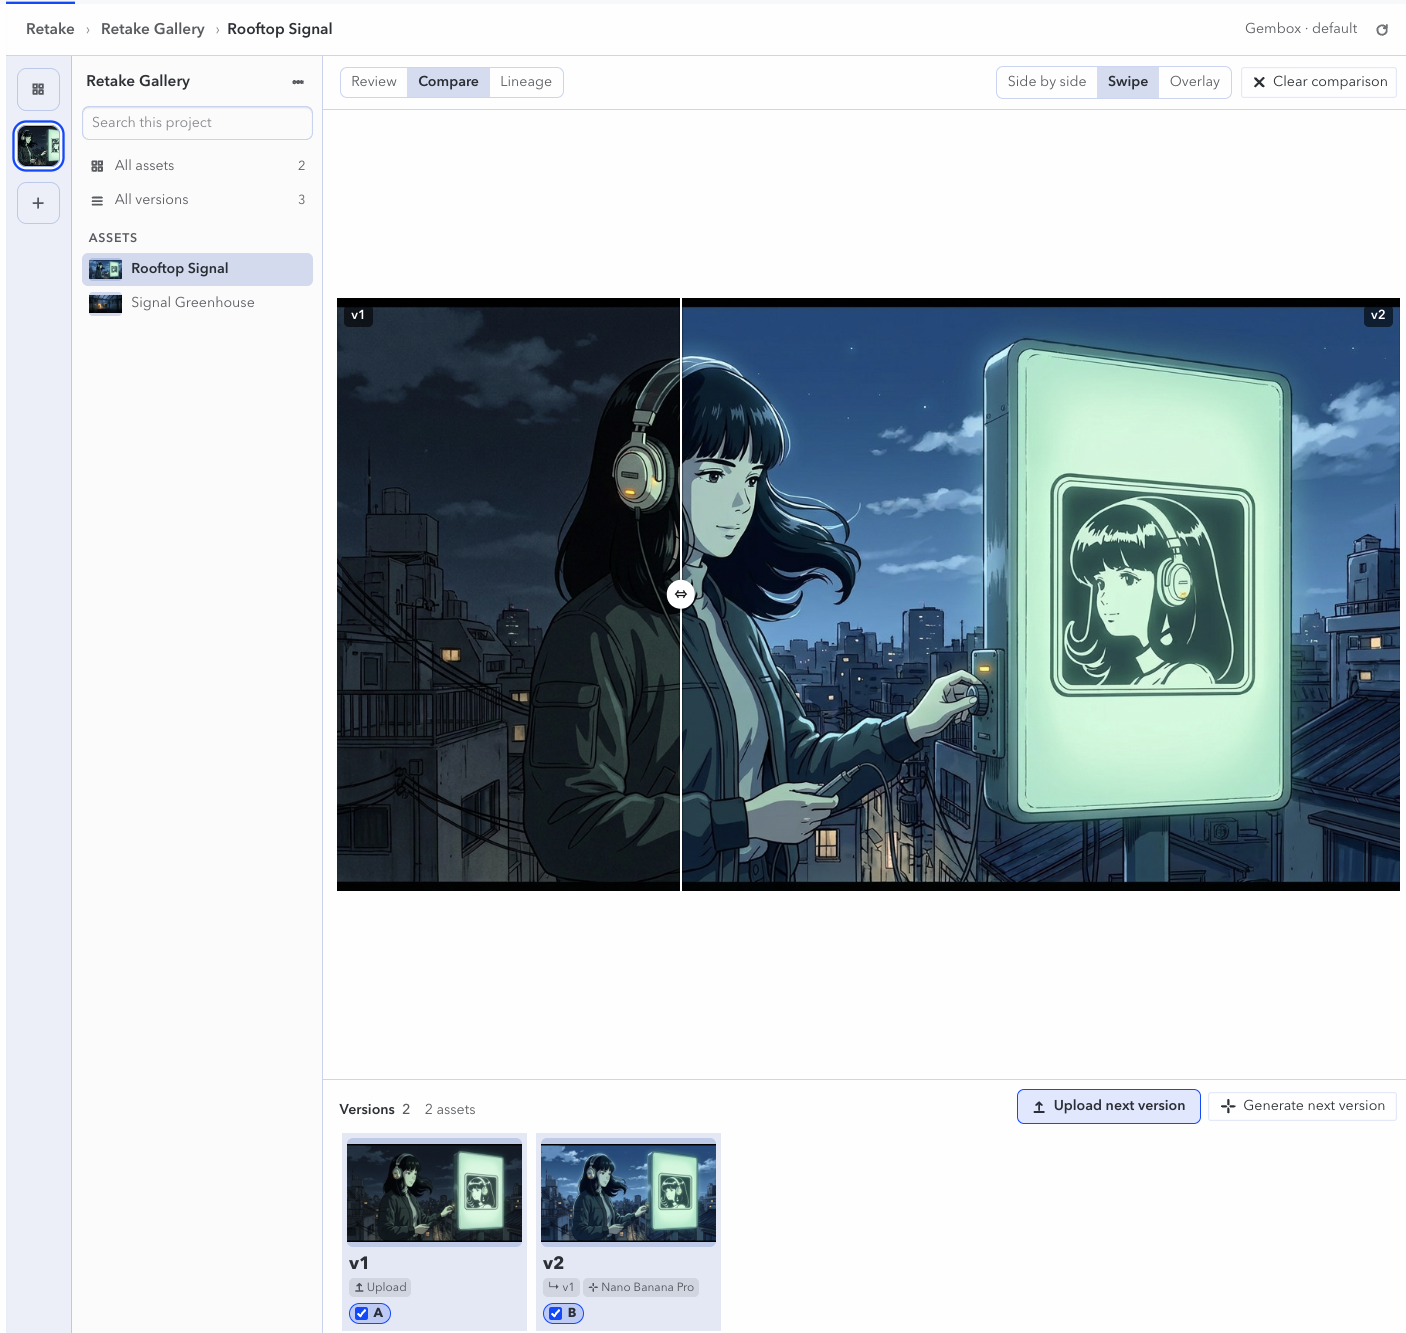 Retake › Retake Gallery › Rooftop Signal
Gembox · default
Retake Gallery
Search this project
All assets 2
All versions 3
ASSETS
Rooftop Signal
Signal Greenhouse
Review Compare Lineage
Side by side Swipe Overlay Clear comparison
v1
v2
Versions 2 2 assets
Upload next version Generate next version
v1
Upload
A
v2
v1 Nano Banana Pro
B